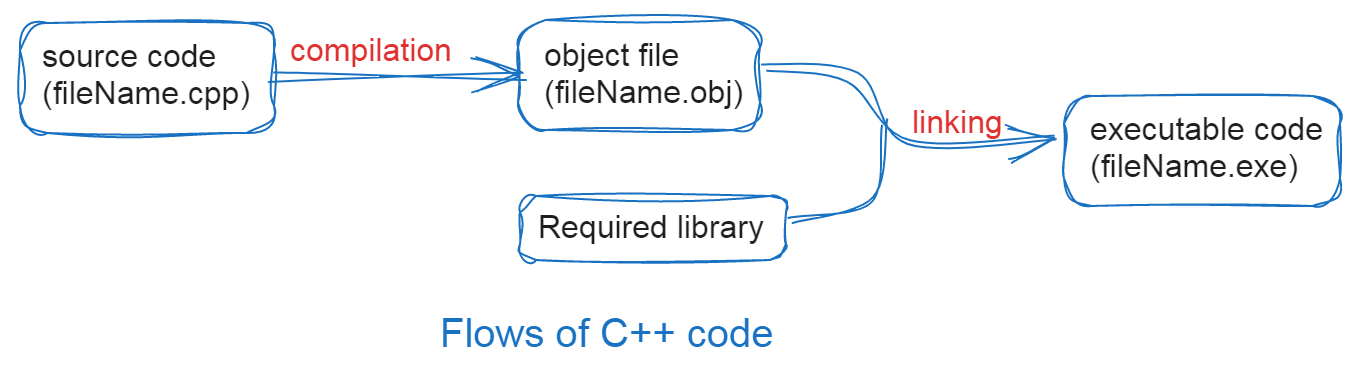 source code
(fileName.cpp)
compilation
object file
(fileName.obj)
Required library
linking
executable code
(fileName.exe)
Flows of C++ code